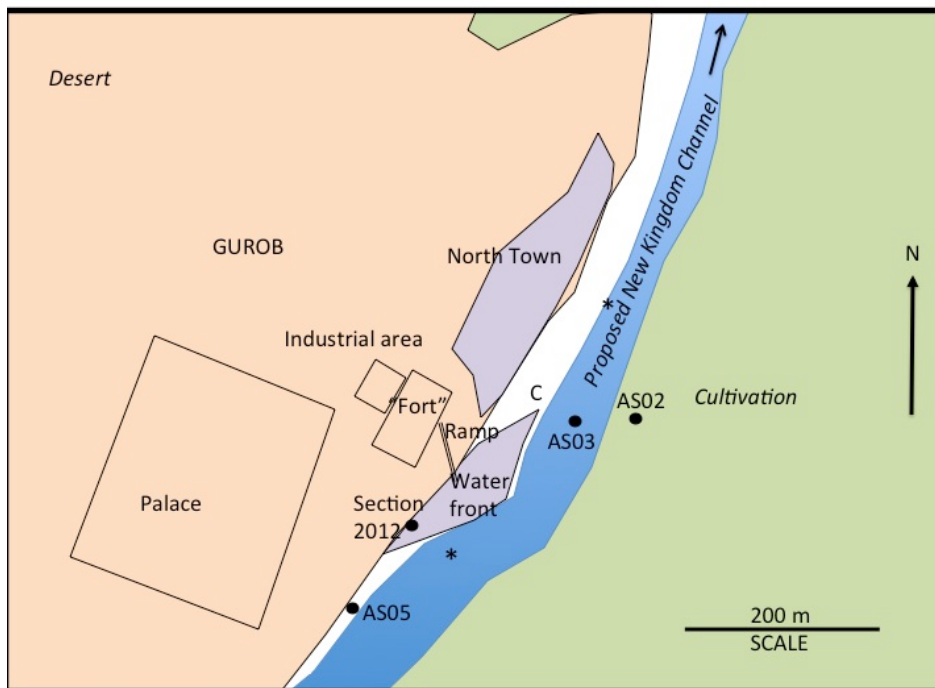 Desert
Proposed New Kingdom Channel
GUROB
North Town
N
*
Industrial area
C
"Fort"
AS02
Cultivation
AS03
Ramp
Palace
Section
2012
Water
front
*
AS05
200 m
SCALE